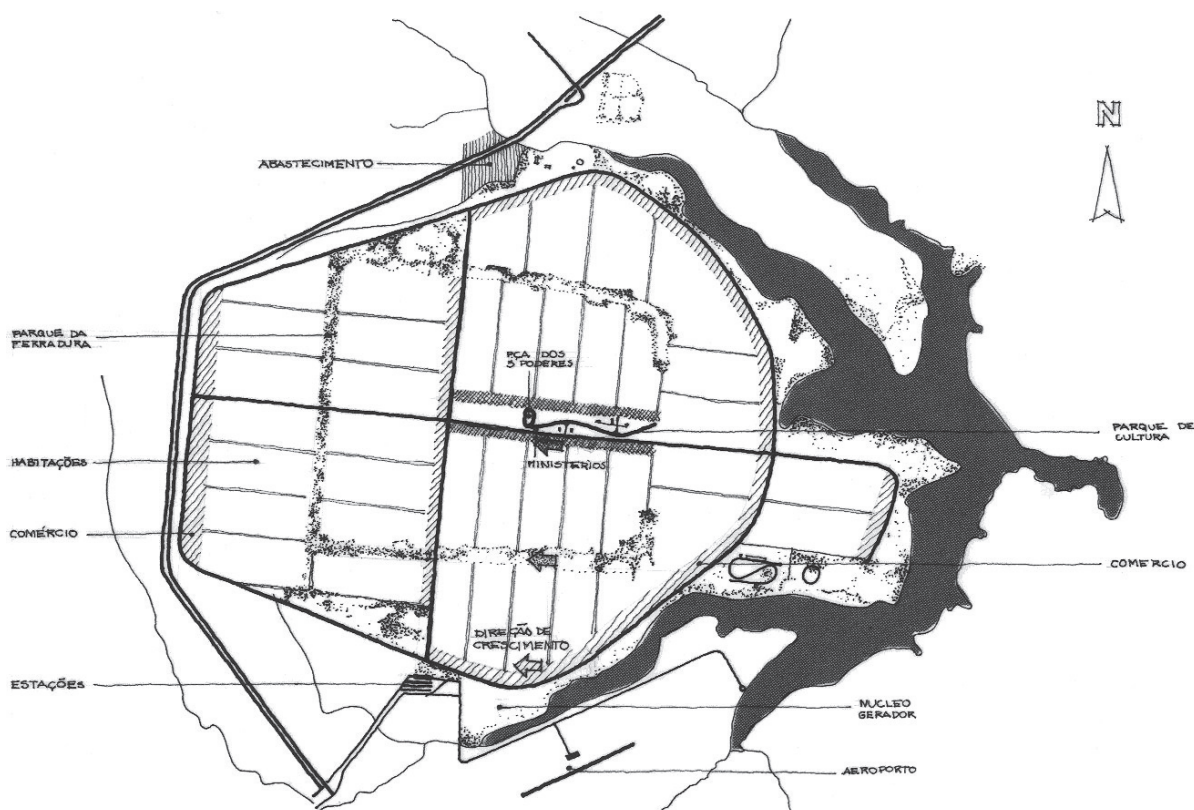 N
ABASTECIMENTO
PARQUE DA
FERRADURA
PÇA DOS
3 PODERES
PARQUE DE
CULTURA
MINISTÉRIOS
HABITAÇÕES
COMÉRCIO
COMÉRCIO
DIREÇÃO DE
CRESCIMENTO
ESTAÇÕES
NUCLEO
GERADOR
AEROPORTO